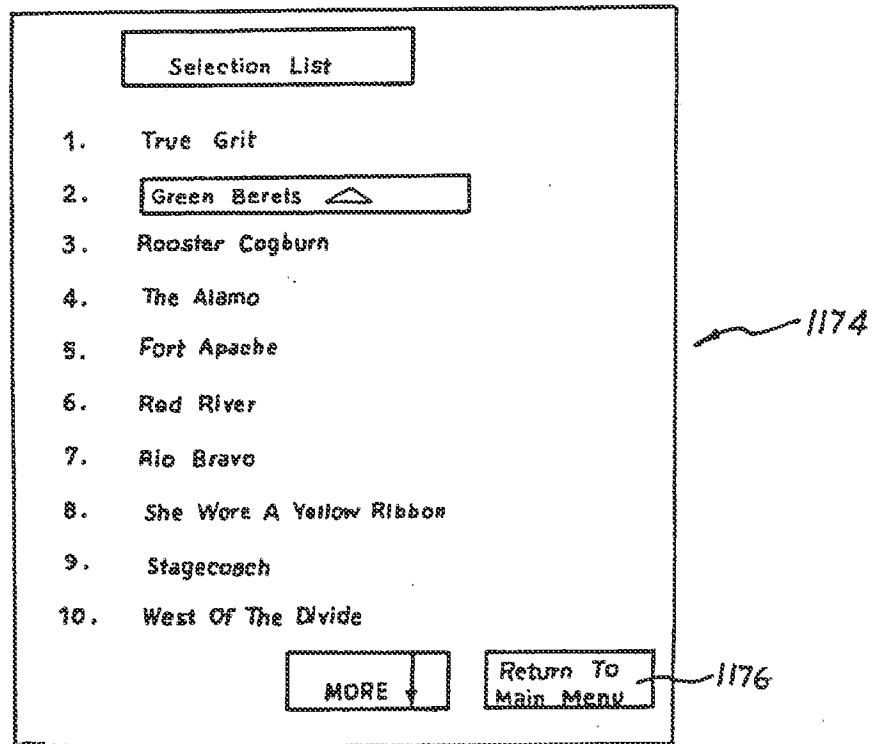 Selection List
1. True Grit
2. Green Berets
3. Rooster Cogburn
4. The Alamo
5. Fort Apache
6. Red River
7. Rio Bravo
8. She Wore A Yellow Ribbon
9. Stagecoach
10. West Of The Divide
1174
MORE
Return To
Main Menu
1176